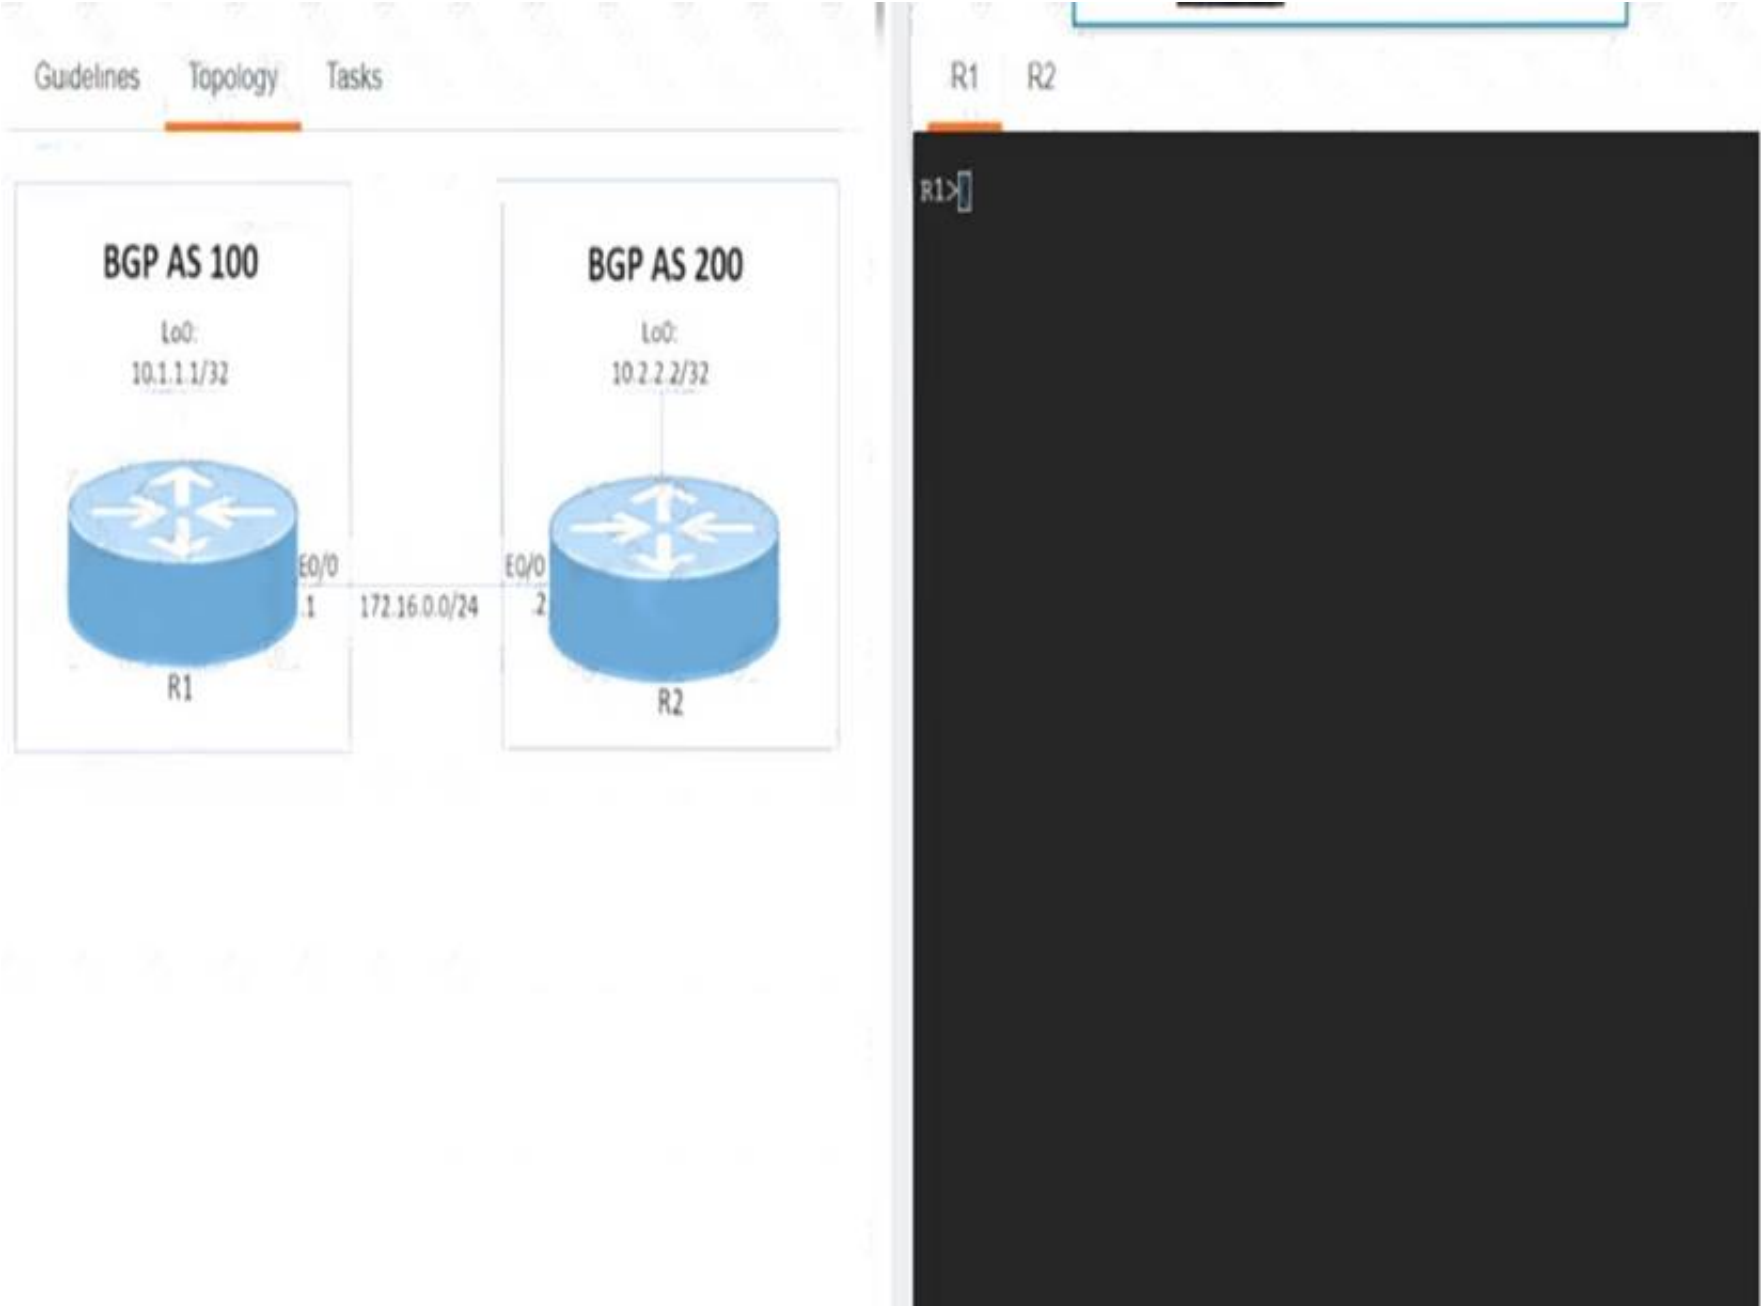 Guidelines Topology Tasks
R1 R2
R1>
BGP AS 100
Lo0:
10.1.1.1/32
BGP AS 200
Lo0:
10.2.2.2/32
E0/0
.1
172.16.0.0/24
E0/0
.2
R1
R2